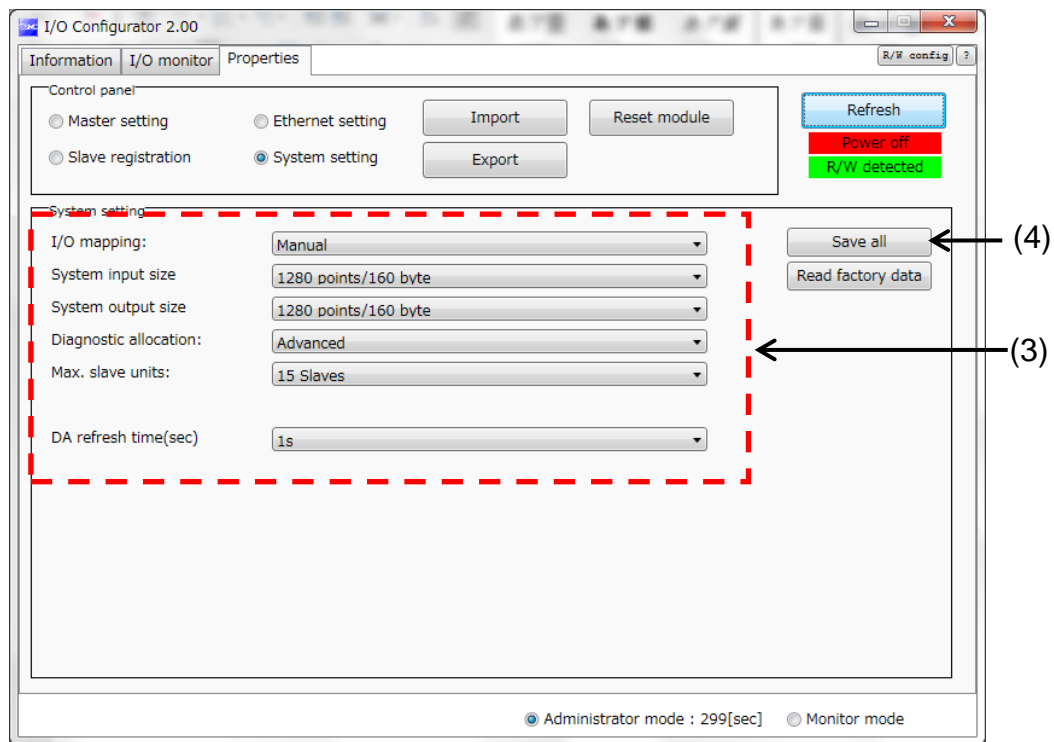 I/O Configurator 2.00
Information I/O monitor Properties R/W config ?
Control panel
Master setting Ethernet setting Import Reset module Refresh
Power off
Slave registration System setting Export R/W detected
System setting
I/O mapping: Manual Save all (4)
System input size 1280 points/160 byte Read factory data
System output size 1280 points/160 byte
Diagnostic allocation: Advanced (3)
Max. slave units: 15 Slaves
DA refresh time(sec) 1s
Administrator mode : 299[sec] Monitor mode